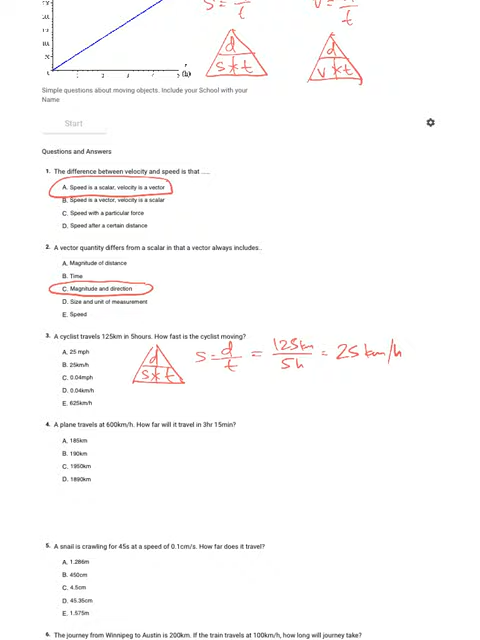 s = / t
v = / t
d
s * t
d
v * t
(h)
Simple questions about moving objects. Include your School with your
Name
Start
Questions and Answers
1. The difference between velocity and speed is that .....
A. Speed is a scalar, velocity is a vector
B. Speed is a vector, velocity is a scalar
C. Speed with a particular force
D. Speed after a certain distance
2. A vector quantity differs from a scalar in that a vector always includes..
A. Magnitude of distance
B. Time
C. Magnitude and direction
D. Size and unit of measurement
E. Speed
3. A cyclist travels 125km in 5hours. How fast is the cyclist moving?
A. 25 mph
B. 25km/h
C. 0.04mph
D. 0.04km/h
E. 625km/h
d
s * t
s = d/t = 125km/5h = 25km/h
4. A plane travels at 600km/h. How far will it travel in 3hr 15min?
A. 185km
B. 190km
C. 1950km
D. 1890km
5. A snail is crawling for 45s at a speed of 0.1cm/s. How far does it travel?
A. 1.286m
B. 450cm
C. 4.5cm
D. 45.35cm
E. 1.575m
6. The journey from Winnipeg to Austin is 200km. If the train travels at 100km/h, how long will journey take?